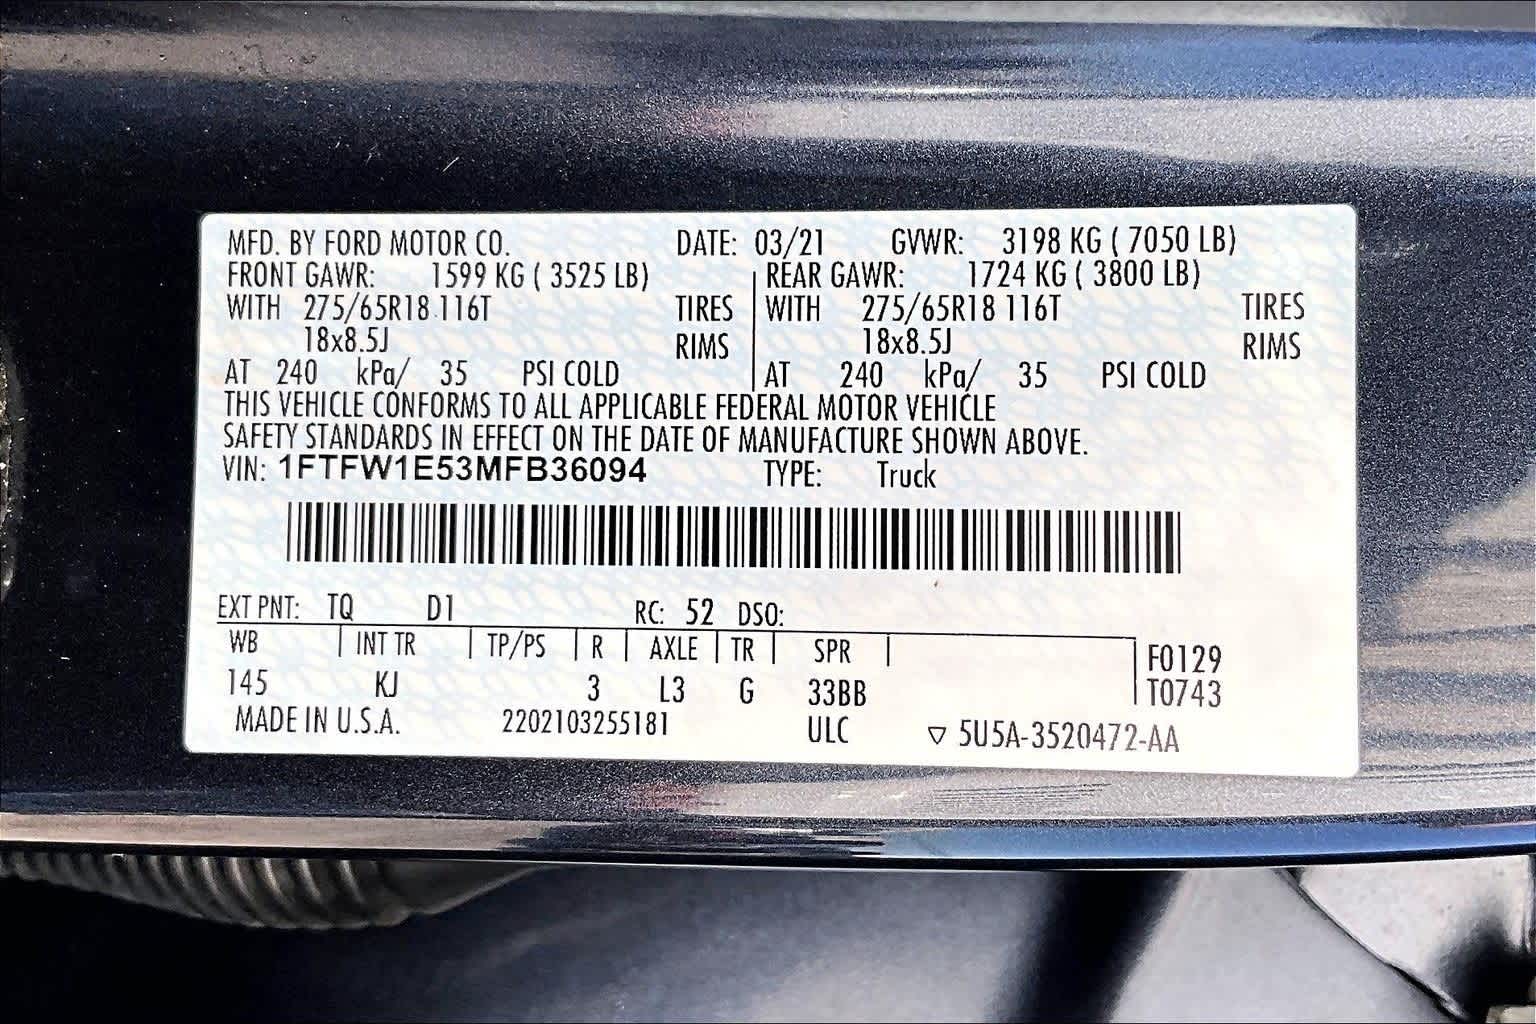 MFD. BY FORD MOTOR CO. DATE: 03/21 GVWR: 3198 KG ( 7050 LB)
FRONT GAWR: 1599 KG ( 3525 LB) REAR GAWR: 1724 KG ( 3800 LB)
WITH 275/65R18 116T TIRES WITH 275/65R18 116T TIRES
18x8.5J RIMS 18x8.5J RIMS
AT 240 kPa/ 35 PSI COLD AT 240 kPa/ 35 PSI COLD
THIS VEHICLE CONFORMS TO ALL APPLICABLE FEDERAL MOTOR VEHICLE
SAFETY STANDARDS IN EFFECT ON THE DATE OF MANUFACTURE SHOWN ABOVE.
VIN: 1FTFW1E53MFB36094 TYPE: Truck
EXT PNT: TQ D1 RC: 52 DSO:
WB INT TR TP/PS R AXLE TR SPR F0129
145 KJ 3 L3 G 33BB T0743
MADE IN U.S.A. 2202103255181 ULC ▽ 5U5A-3520472-AA